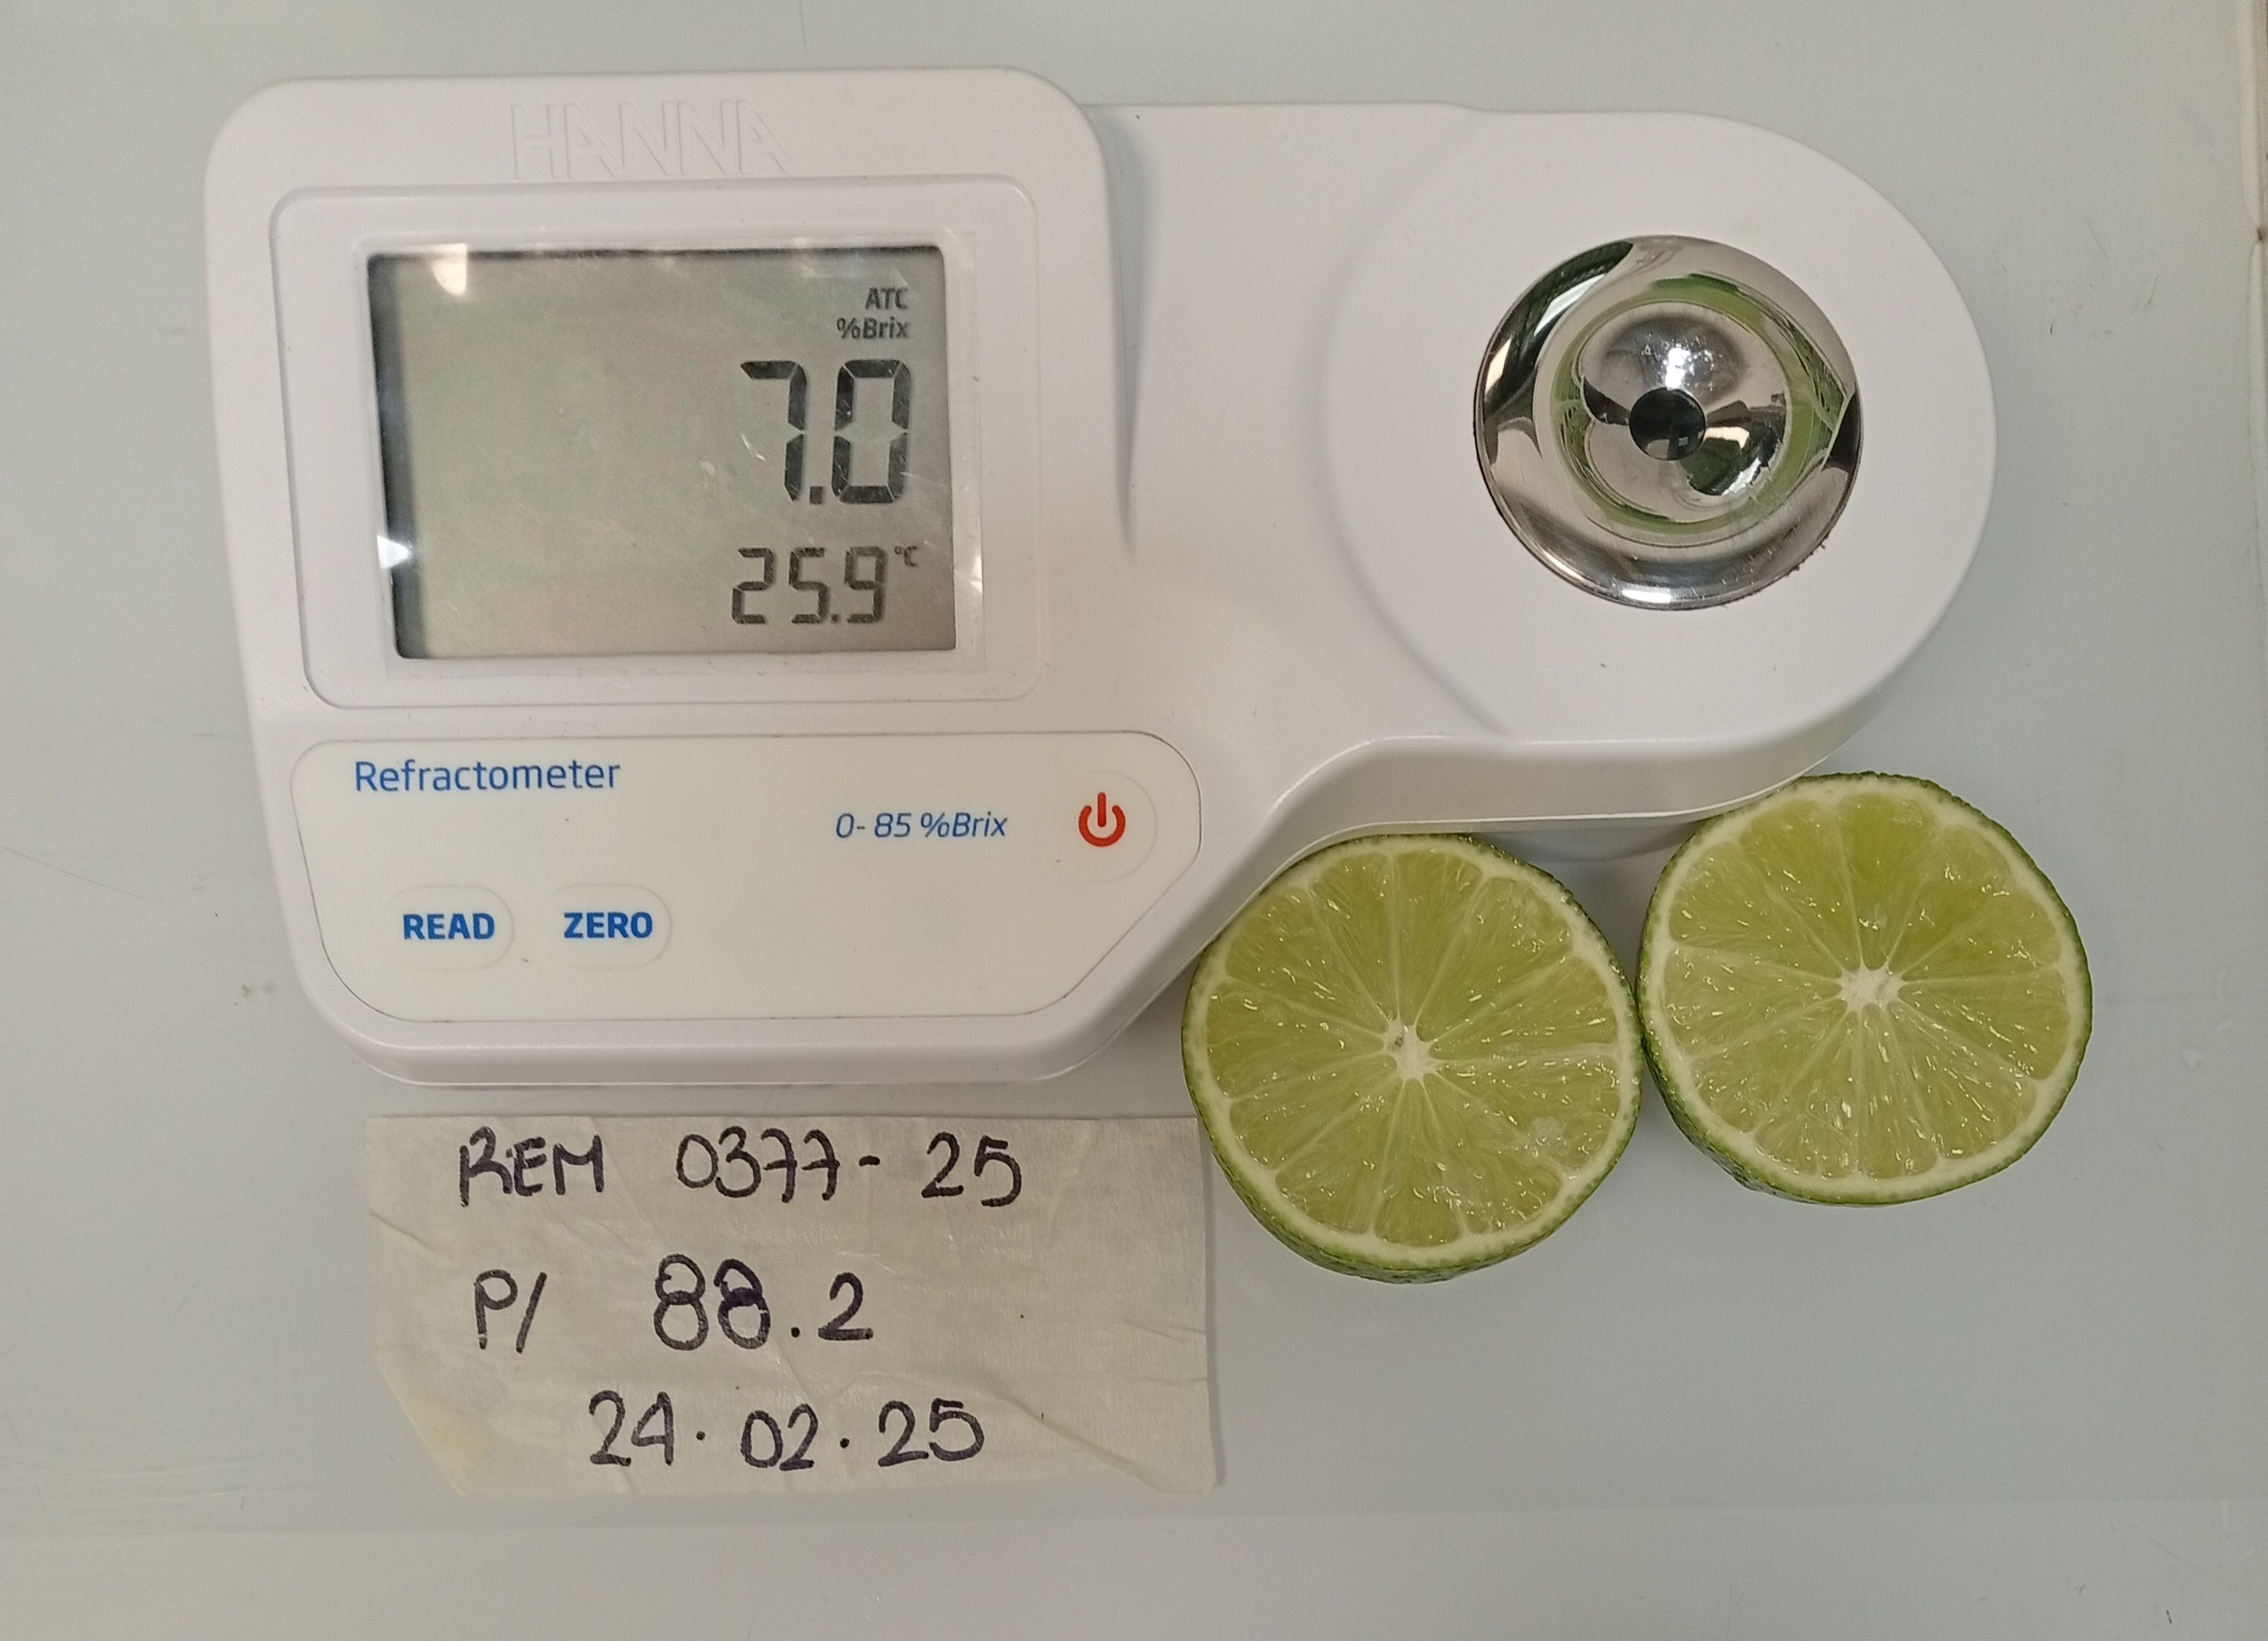 HANNA
ATC
%Brix
7.0
25.9°C
Refractometer
0- 85 %Brix
READ ZERO
REM 0377- 25
P/ 88.2
24.02.25